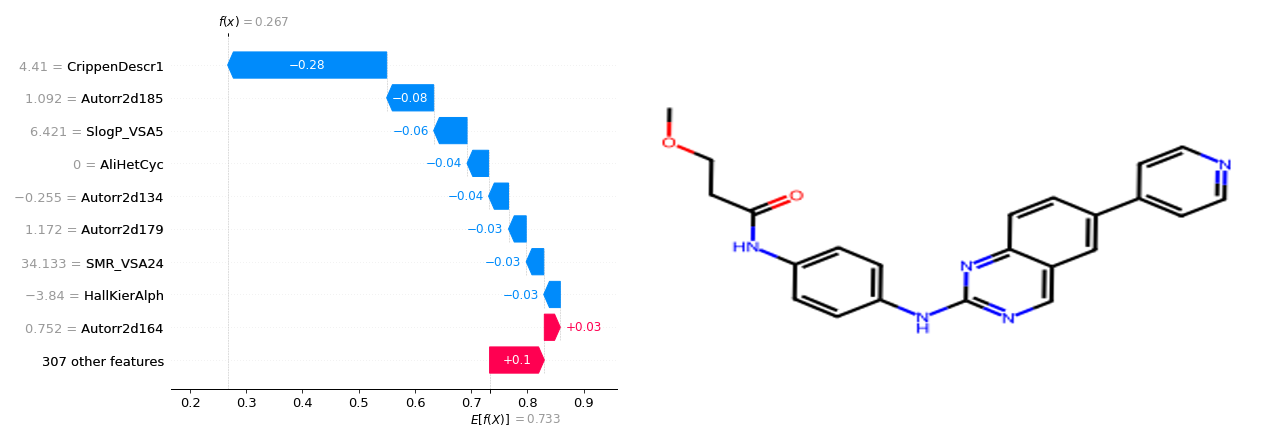 f(x) = 0.267
4.41 = CrippenDescr1
−0.28
1.092 = Autorr2d185
−0.08
6.421 = SlogP_VSA5
−0.06
0 = AliHetCyc
−0.04
−0.255 = Autorr2d134
−0.04
1.172 = Autorr2d179
−0.03
34.133 = SMR_VSA24
−0.03
−3.84 = HallKierAlph
−0.03
0.752 = Autorr2d164
+0.03
307 other features
+0.1
0.2 0.3 0.4 0.5 0.6 0.7 0.8 0.9
E[f(X)] = 0.733
O
O
HN
N
H
N
N
N